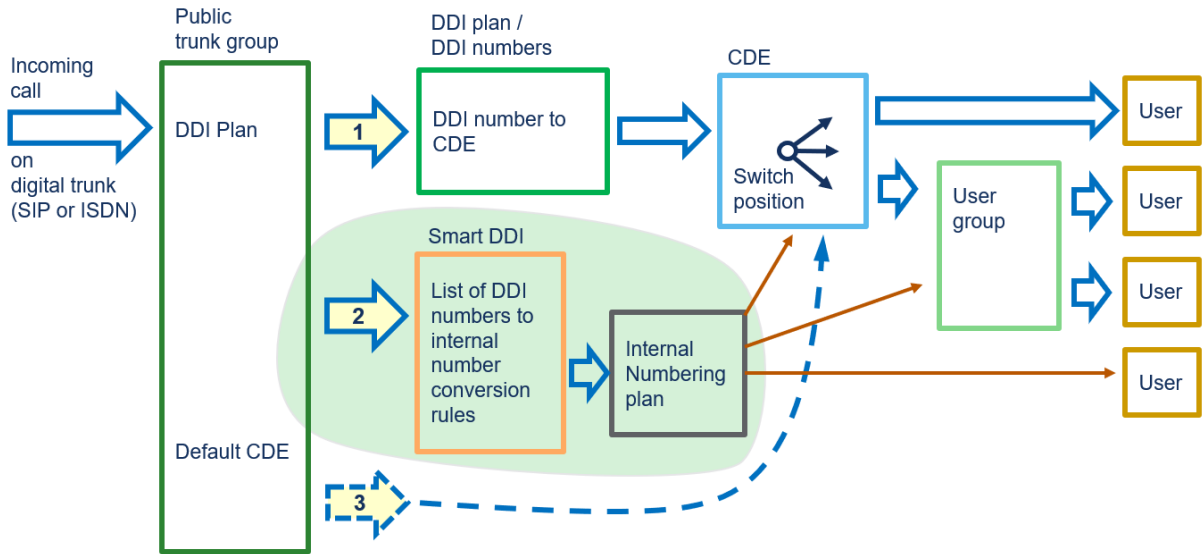 Public
trunk group
Incoming
call
on
digital trunk
(SIP or ISDN)
DDI Plan
1
DDI plan /
DDI numbers
DDI number to
CDE
CDE
Switch
position
User
User
group
User
User
User
Smart DDI
2
List of DDI
numbers to
internal
number
conversion
rules
Internal
Numbering
plan
Default CDE
3